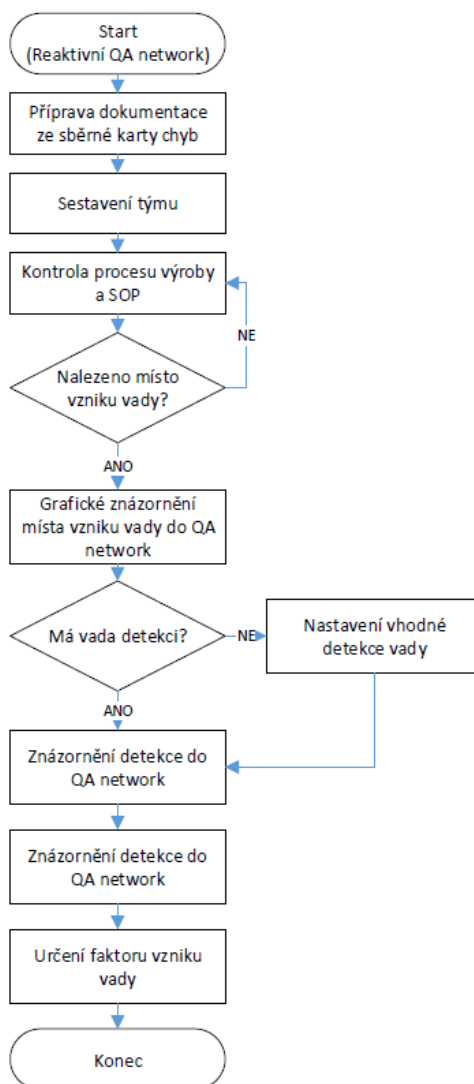 Start
(Reaktivní QA network)
Příprava dokumentace
ze sběrné karty chyb
Sestavení týmu
Kontrola procesu výroby
a SOP
NE
Nalezeno místo
vzniku vady?
ANO
Grafické znázornění
místa vzniku vady do QA
network
Má vada detekci?
NE
Nastavení vhodné
detekce vady
ANO
Znázornění detekce do
QA network
Znázornění detekce do
QA network
Určení faktoru vzniku
vady
Konec